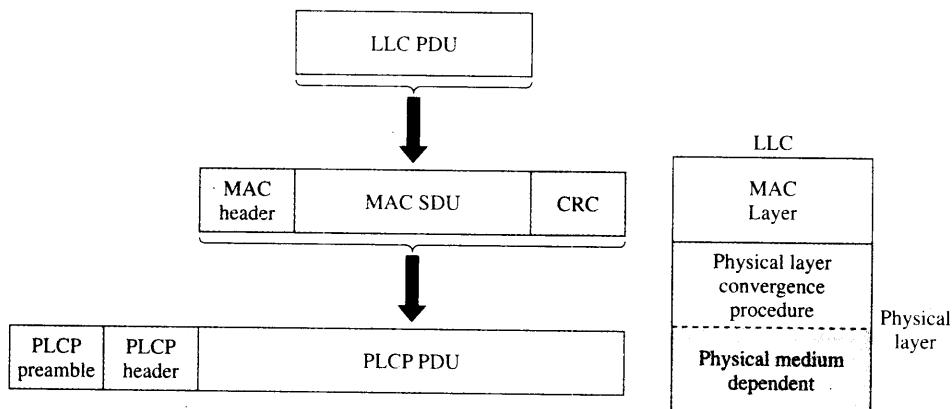 LLC PDU
LLC
MAC
header
MAC SDU
CRC
MAC
Layer
Physical layer
convergence
procedure
Physical
layer
PLCP
preamble
PLCP
header
PLCP PDU
Physical medium
dependent